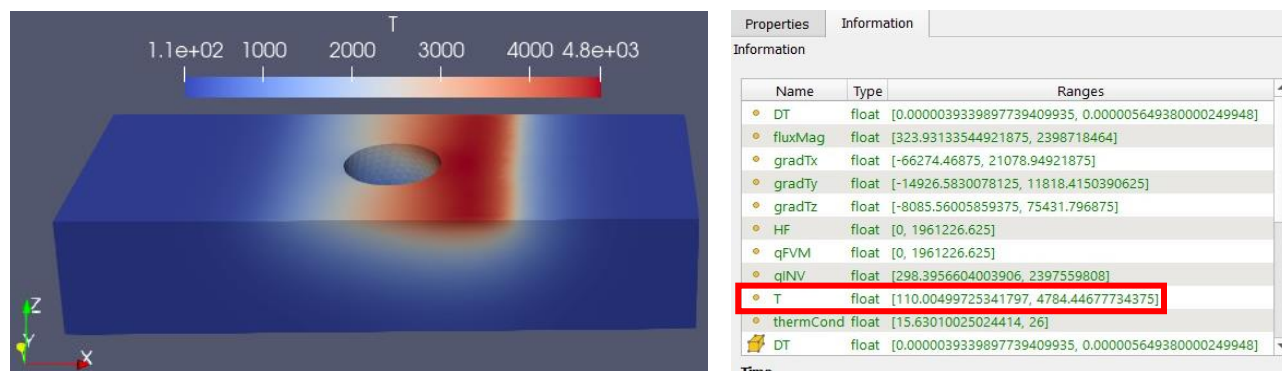 T
1.1e+02 1000 2000 3000 4000 4.8e+03
Z
Y
X
Properties Information
Information
Name Type Ranges
DT float [0.0000039339897739409935, 0.000005649380000249948]
fluxMag float [323.93133544921875, 2398718464]
gradTx float [-66274.46875, 21078.94921875]
gradTy float [-14926.5830078125, 11818.4150390625]
gradTz float [-8085.56005859375, 75431.796875]
HF float [0, 1961226.625]
qFVM float [0, 1961226.625]
qINV float [298.3956604003906, 2397559808]
T float [110.00499725341797, 4784.44677734375]
thermCond float [15.63010025024414, 26]
DT float [0.0000039339897739409935, 0.000005649380000249948]
Time